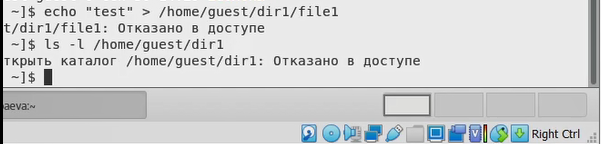 ~]$ echo "test" > /home/guest/dir1/file1
t/dir1/file1: Отказано в доступе
~]$ ls -l /home/guest/dir1
ткрыть каталог /home/guest/dir1: Отказано в доступе
~]$
baeva:~
Right Ctrl